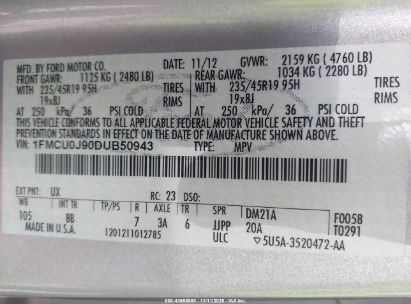 MFD. BY FORD MOTOR CO.
DATE: 11/12 GVWR: 2159 KG (4760 LB)
FRONT GAWR: 1125 KG (2480 LB)
REAR GAWR: 1034 KG (2280 LB)
WITH 235/45R19 95H TIRES
WITH 235/45R19 95H TIRES
19x8J RIMS
19x8J RIMS
AT 250 kPa/ 36 PSI COLD
AT 250 kPa/ 36 PSI COLD
THIS VEHICLE CONFORMS TO ALL APPLICABLE FEDERAL MOTOR VEHICLE SAFETY AND THEFT PREVENTION
STANDARDS IN EFFECT ON THE DATE OF MANUFACTURE SHOWN ABOVE.
VIN: 1FMCU0J90DUB50943
TYPE: MPV
EXT PNT: UX RC: 23 DSO:
WB INT TR TP/PS R AXLE TR SPR DM21A F0058
105 8B 7 3A 6 JJPP 20A T0291
1201211012785 ULC 5U5A-3520472-AA